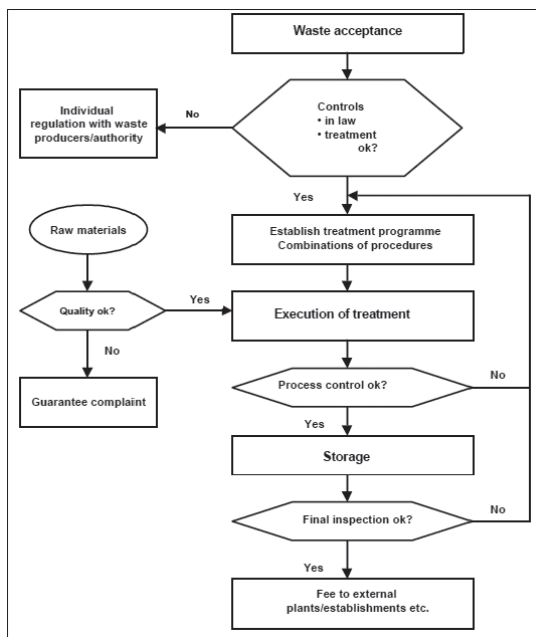 Waste acceptance
Controls
• in law
• treatment
ok?
No
Individual
regulation with waste
producers/authority
Yes
Establish treatment programme
Combinations of procedures
Raw materials
Quality ok?
Yes
Execution of treatment
No
Guarantee complaint
Process control ok?
No
Yes
Storage
Final inspection ok?
No
Yes
Fee to external
plants/establishments etc.